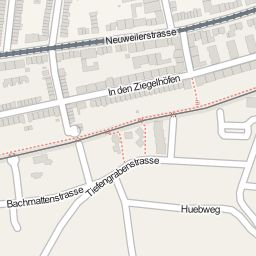 Neuweilerstrasse
In den Ziegelhöfen
Tiefengrabenstrasse
Bachmattenstrasse
Huebweg